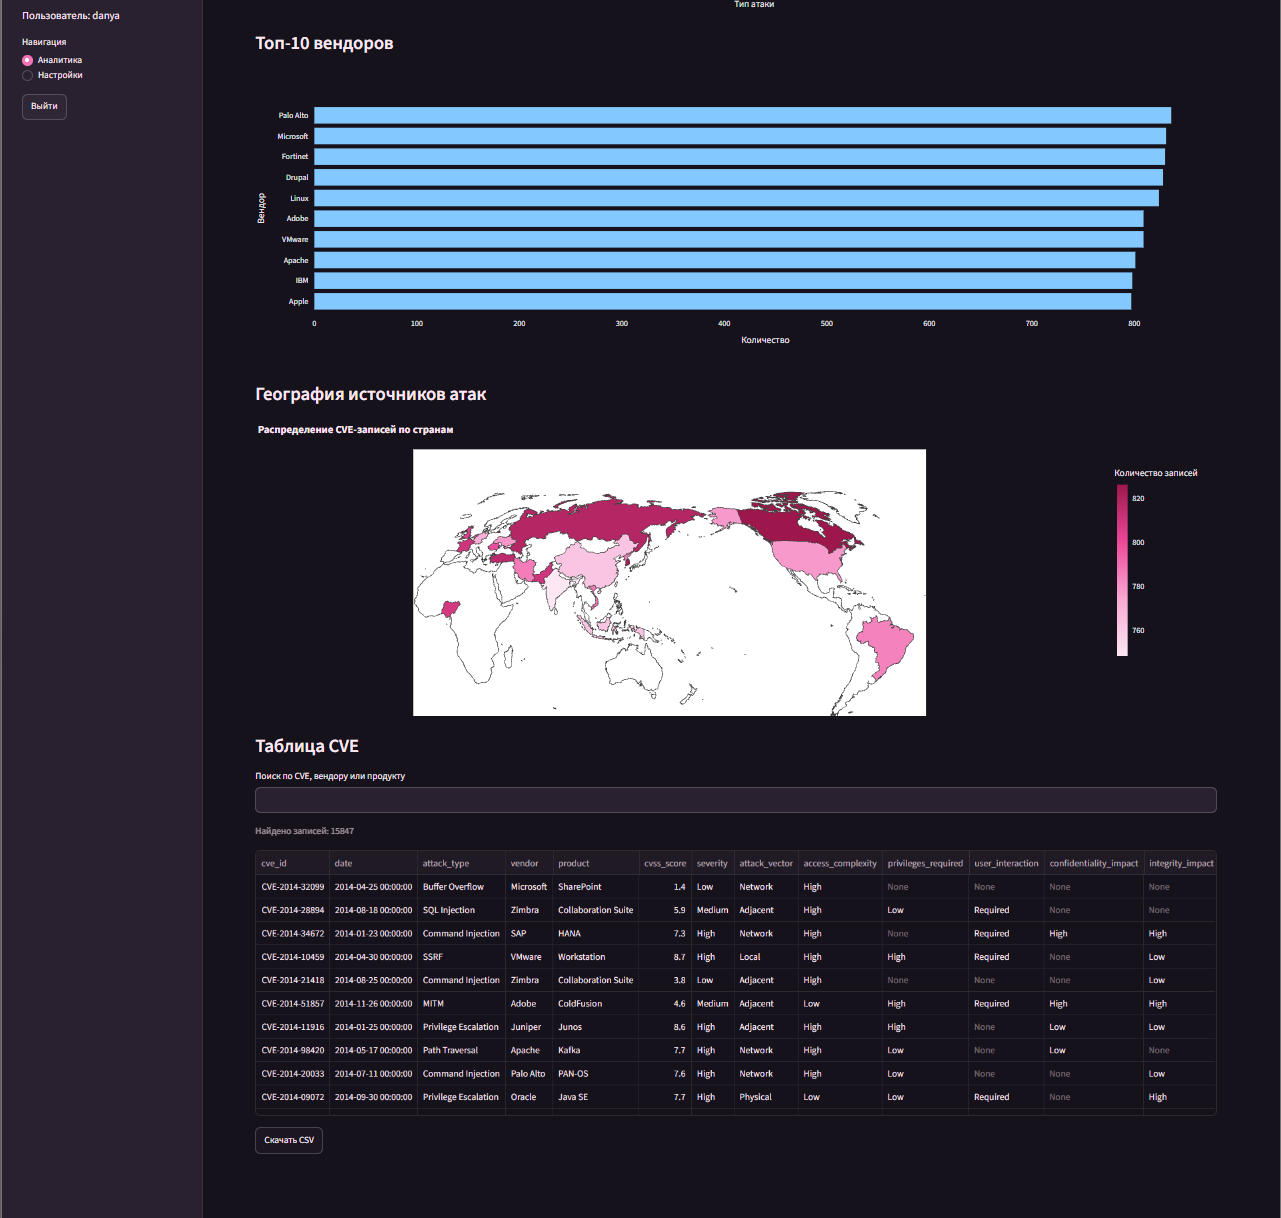 Пользователь: danya
Навигация
Аналитика
Настройки
Выйти
Тип атаки
Топ-10 вендоров
Вендор
Palo Alto
Microsoft
Fortinet
Drupal
Linux
Adobe
VMware
Apache
IBM
Apple
0 100 200 300 400 500 600 700 800
Количество
География источников атак
Распределение CVE-записей по странам
Количество записей
820
800
780
760
Таблица CVE
Поиск по CVE, вендору или продукту
Найдено записей: 15847
cve_id date attack_type vendor product cvss_score severity attack_vector access_complexity privileges_required user_interaction confidentiality_impact integrity_impact
CVE-2014-32099 2014-04-25 00:00:00 Buffer Overflow Microsoft SharePoint 1.4 Low Network High None None None None
CVE-2014-28894 2014-08-18 00:00:00 SQL Injection Zimbra Collaboration Suite 5.9 Medium Adjacent High Low Required None None
CVE-2014-34672 2014-01-23 00:00:00 Command Injection SAP HANA 7.3 High Network High None Required High High
CVE-2014-10459 2014-04-30 00:00:00 SSRF VMware Workstation 8.7 High Local High High Required None Low
CVE-2014-21418 2014-08-25 00:00:00 Command Injection Zimbra Collaboration Suite 3.8 Low Adjacent High None None None Low
CVE-2014-51857 2014-11-26 00:00:00 MITM Adobe ColdFusion 4.6 Medium Adjacent Low High Required High High
CVE-2014-11916 2014-01-25 00:00:00 Privilege Escalation Juniper Junos 8.6 High Adjacent High High None Low Low
CVE-2014-98420 2014-05-17 00:00:00 Path Traversal Apache Kafka 7.7 High Network High Low None Low None
CVE-2014-20033 2014-07-11 00:00:00 Command Injection Palo Alto PAN-OS 7.6 High Network High Low None None Low
CVE-2014-09072 2014-09-30 00:00:00 Privilege Escalation Oracle Java SE 7.7 High Physical Low Low Required None High
Скачать CSV